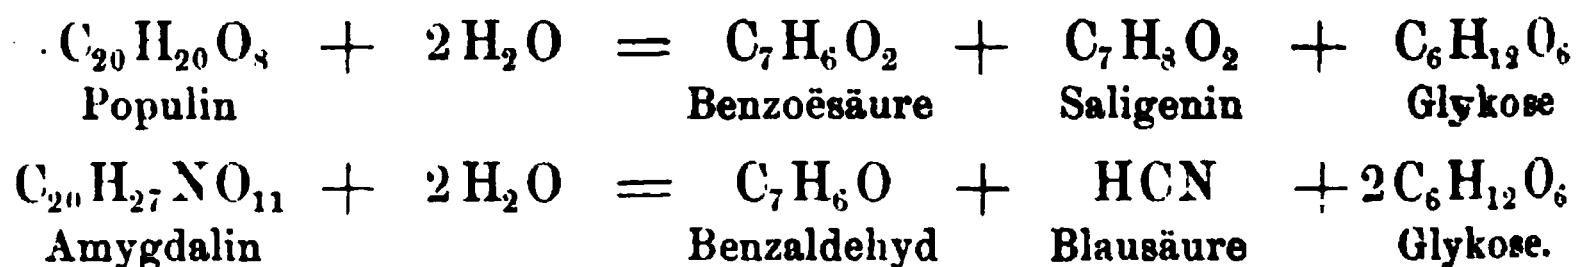 C₂₀H₂₀O₈ + 2H₂O = C₇H₆O₂ + C₇H₈O₂ + C₆H₁₂O₆
Populin Benzoësäure Saligenin Glykose
C₂₀H₂₇NO₁₁ + 2H₂O = C₇H₆O + HCN + 2C₆H₁₂O₆
Amygdalin Benzaldehyd Blausäure Glykose.